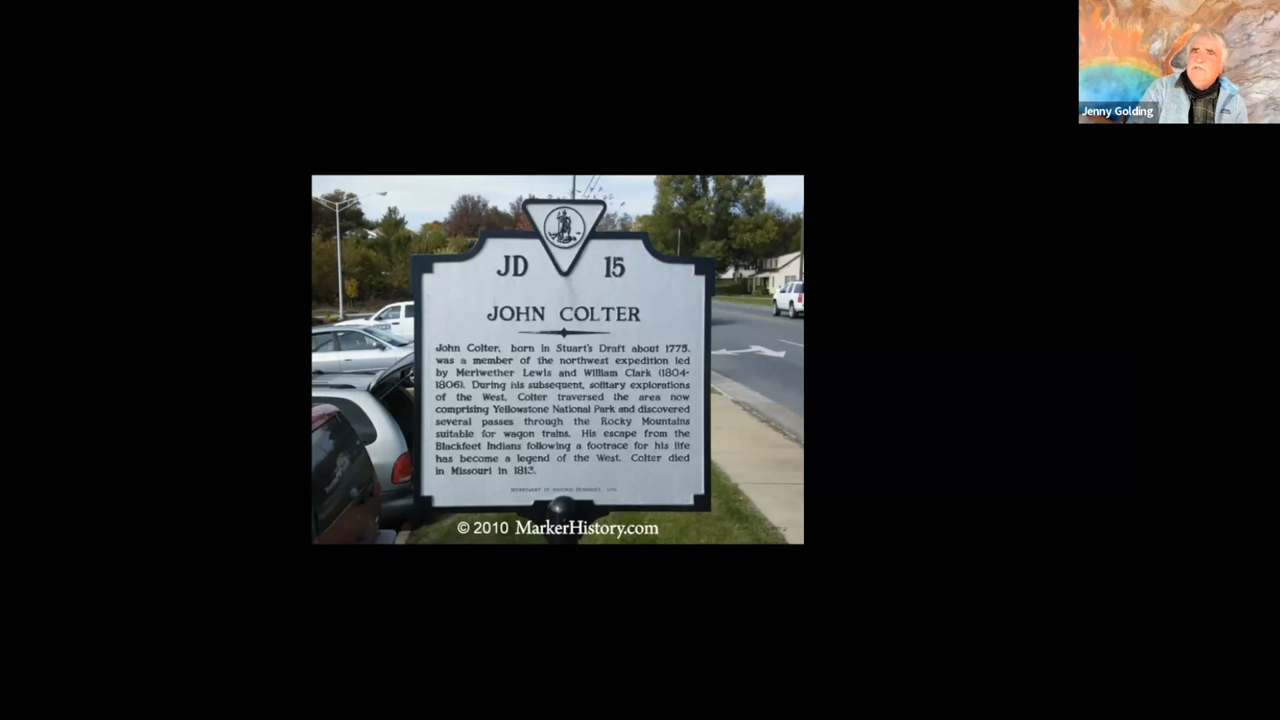 Jenny Golding
JD 15
JOHN COLTER
John Colter, born in Stuart's Draft about 1775,
was a member of the northwest expedition led
by Meriwether Lewis and William Clark (1804-
1806). During his subsequent, solitary explorations
of the West, Colter traversed the area now
comprising Yellowstone National Park and discovered
several passes through the Rocky Mountains
suitable for wagon trains. His escape from the
Blackfeet Indians following a footrace for his life
has become a legend of the West. Colter died
in Missouri in 1813.
DEPARTMENT OF HISTORIC RESOURCES,
© 2010 MarkerHistory.com